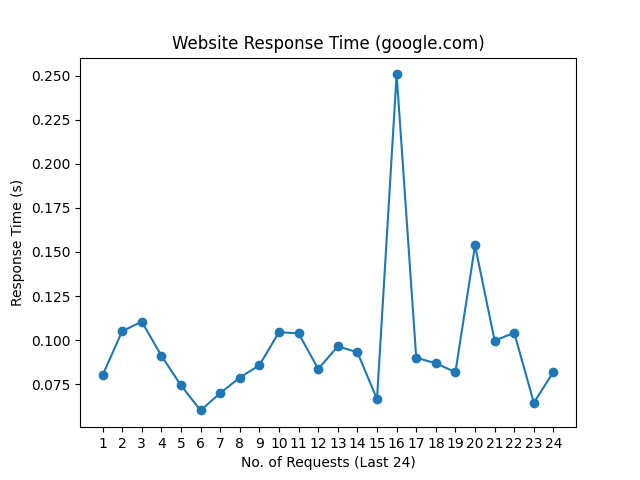 Website Response Time (google.com)
Response Time (s)
0.250
0.225
0.200
0.175
0.150
0.125
0.100
0.075
1 2 3 4 5 6 7 8 9 10 11 12 13 14 15 16 17 18 19 20 21 22 23 24
No. of Requests (Last 24)